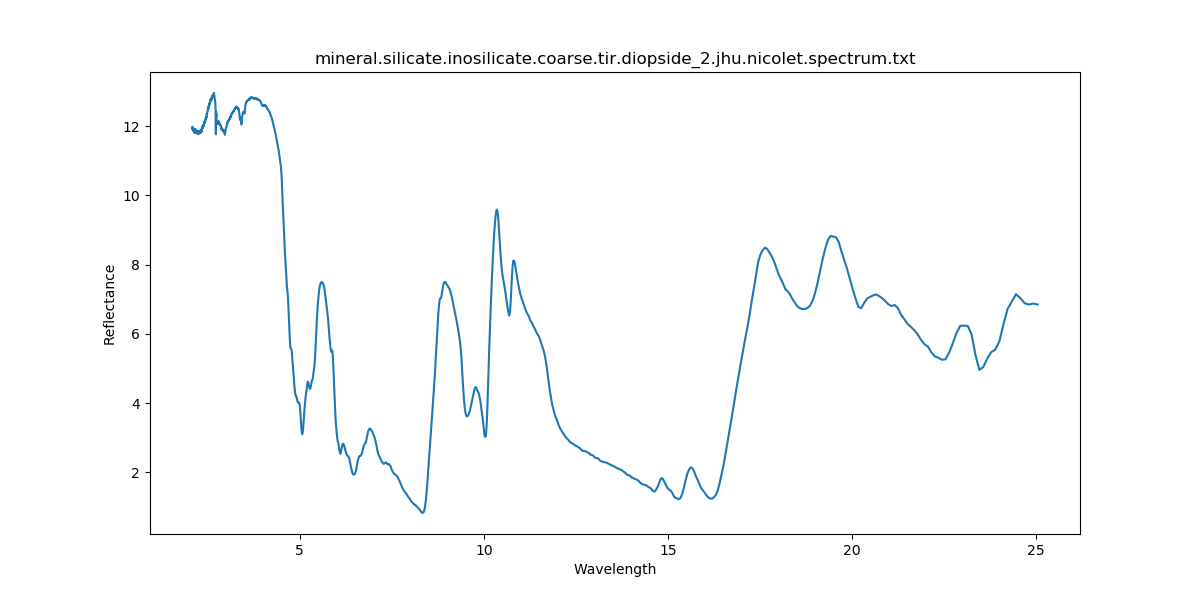 mineral.silicate.inosilicate.coarse.tir.diopside_2.jhu.nicolet.spectrum.txt
12
10
8
6
4
2
Reflectance
5 10 15 20 25
Wavelength